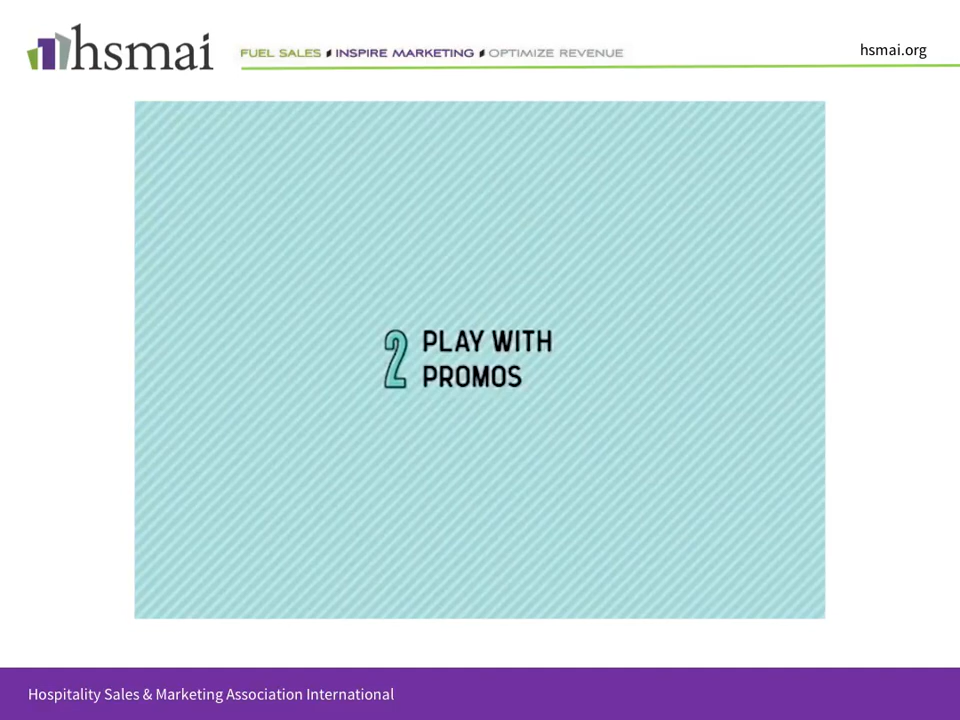 hsmai
FUEL SALES INSPIRE MARKETING OPTIMIZE REVENUE
hsmai.org
2 PLAY WITH
PROMOS
Hospitality Sales & Marketing Association International